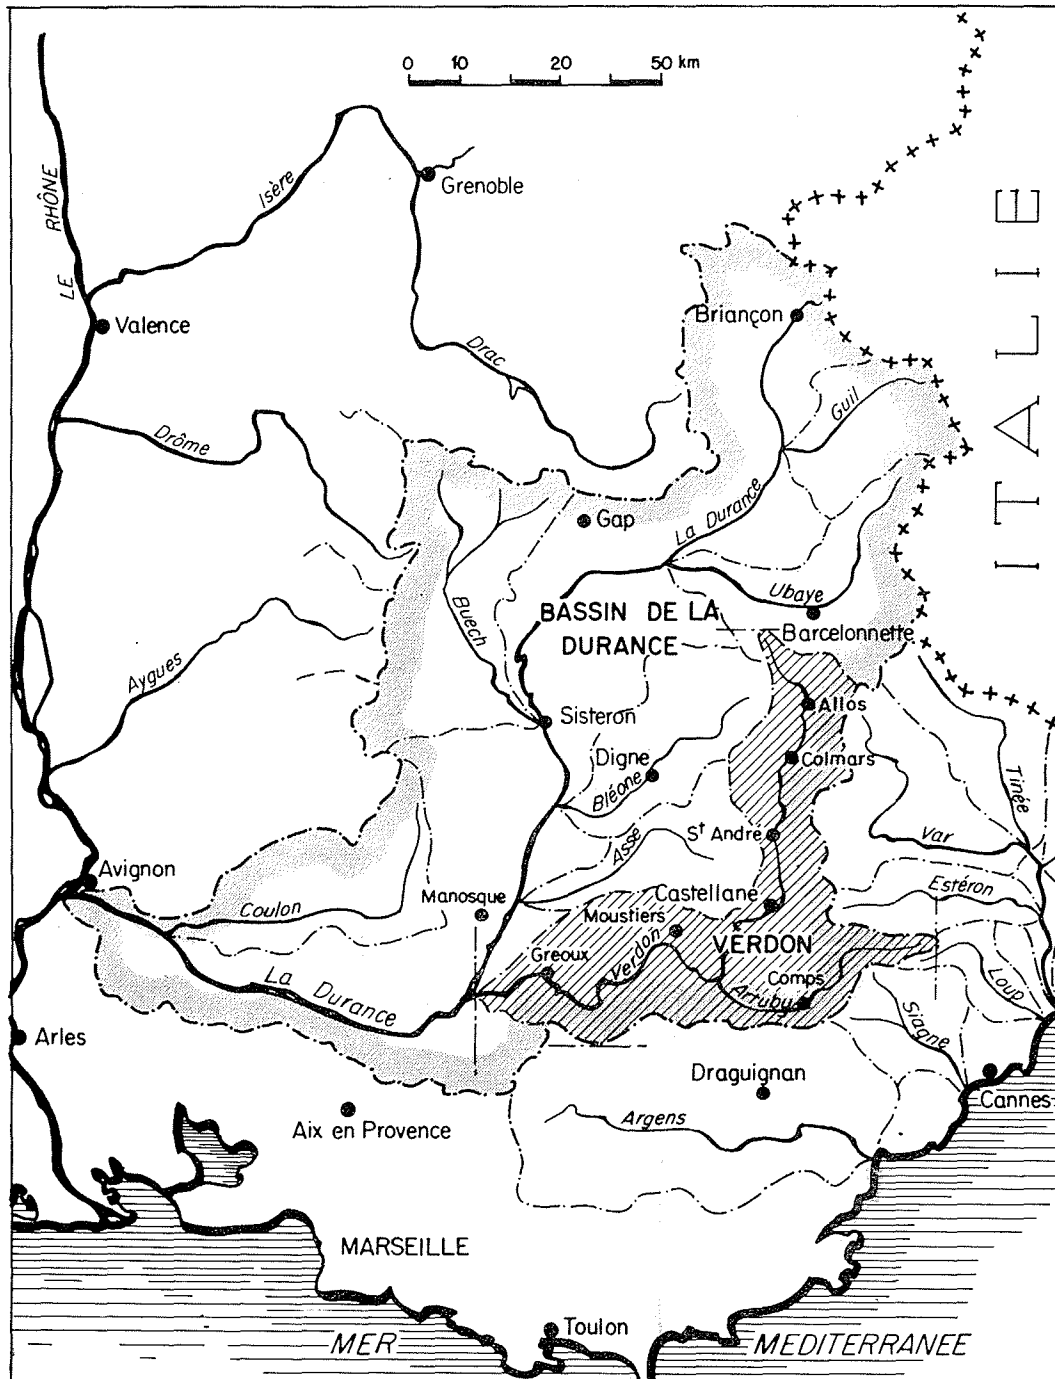 0 10 20 50 km
LE RHÔNE
Isère
Grenoble
ITALIE
Valence
Briançon
Drac
Guil
Drôme
La Durance
Gap
Ubaye
BASSIN DE LA
DURANCE
Barcelonnette
Buech
Aygues
Allos
Sisteron
Digne
Colmars
Tinée
Bléone
St André
Var
Asse
Avignon
Castellane
Estéron
Manosque
Coulon
Moustiers
VERDON
Greoux
Verdon
Comps
Loup
La Durance
Artuby
Siagne
Arles
Draguignan
Cannes
Aix en Provence
Argens
MARSEILLE
Toulon
MER MEDITERRANEE